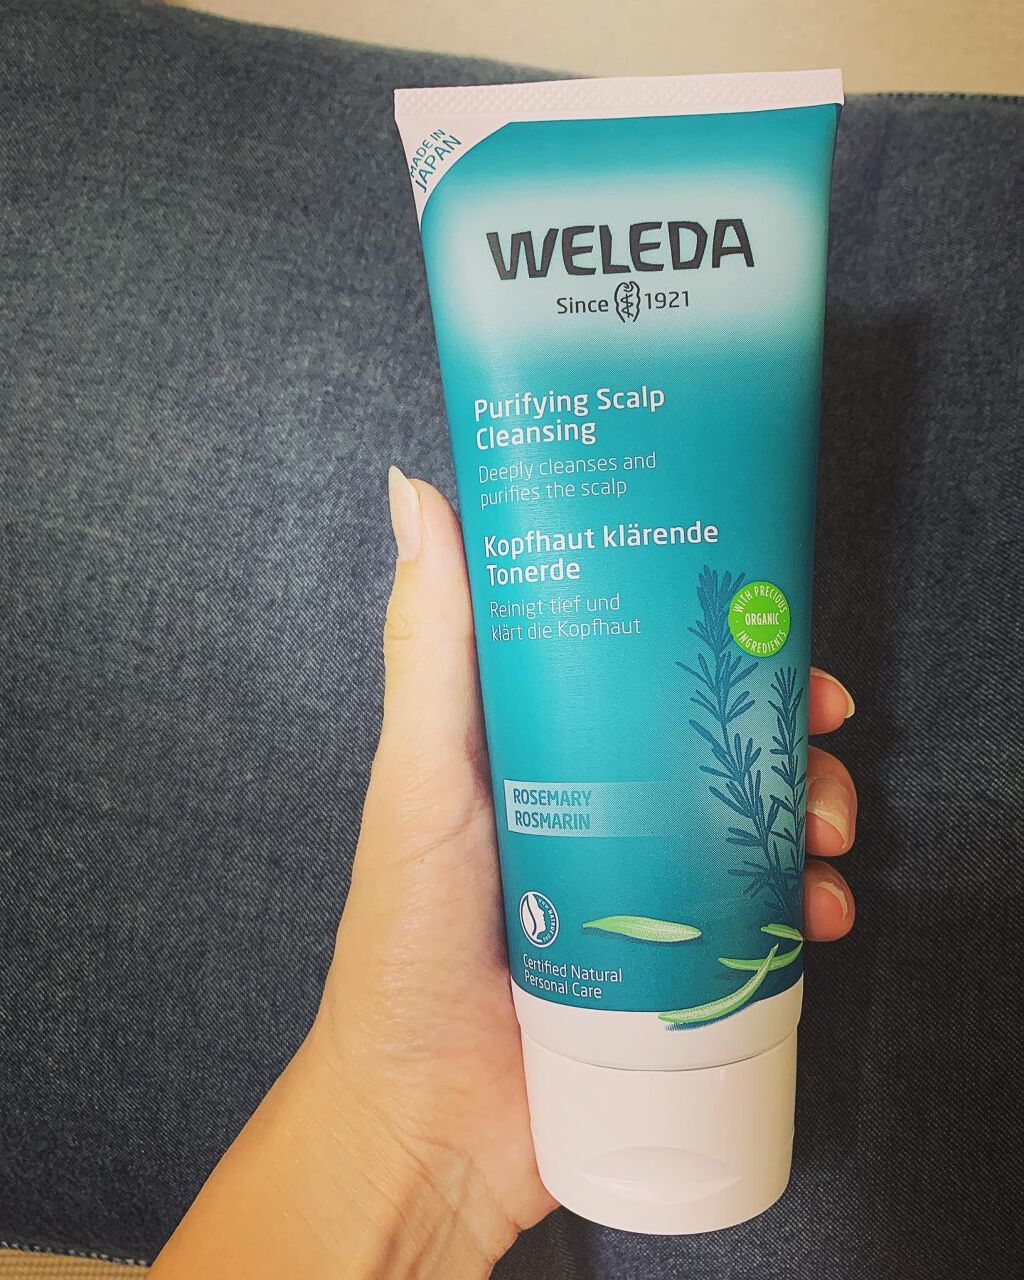 MADE IN
JAPAN
WELEDA
Since 1921
Purifying Scalp
Cleansing
Deeply cleanses and
purifies the scalp
Kopfhaut klärende
Tonerde
Reinigt tief und
klärt die Kopfhaut
WITH PRECIOUS
ORGANIC
INGREDIENTS
ROSEMARY
ROSMARIN
Certified Natural
Personal Care